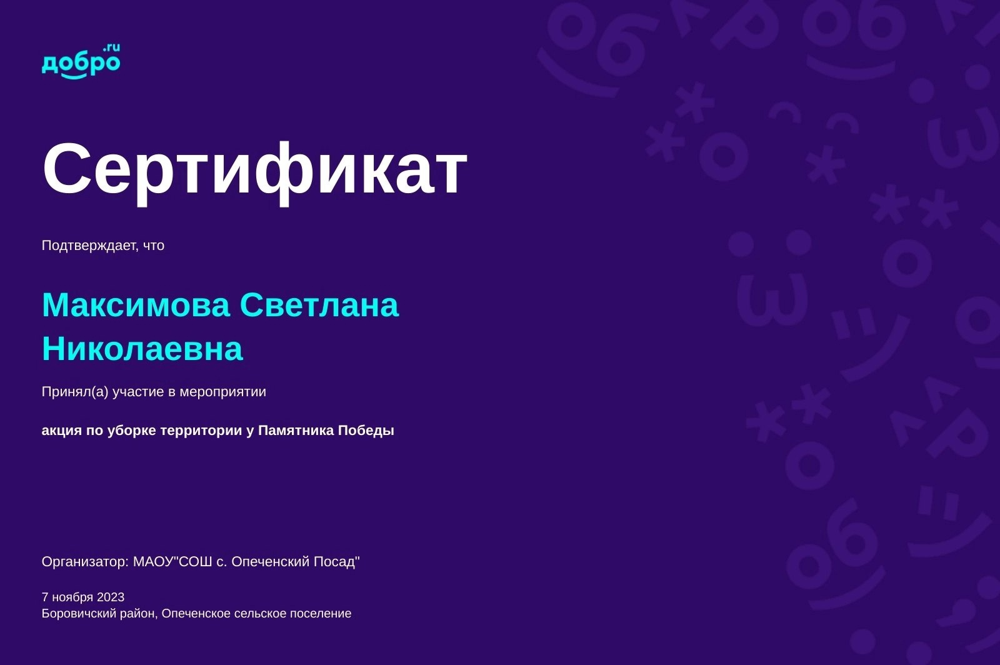 .ru
добро
Сертификат
Подтверждает, что
Максимова Светлана
Николаевна
Принял(а) участие в мероприятии
акция по уборке территории у Памятника Победы
Организатор: МАОУ"СОШ с. Опеченский Посад"
7 ноября 2023
Боровичский район, Опеченское сельское поселение